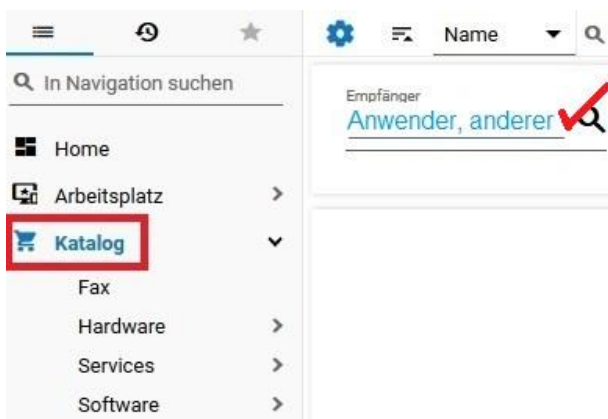 Name
In Navigation suchen
Empfänger
Anwender, anderer
Home
Arbeitsplatz
Katalog
Fax
Hardware
Services
Software